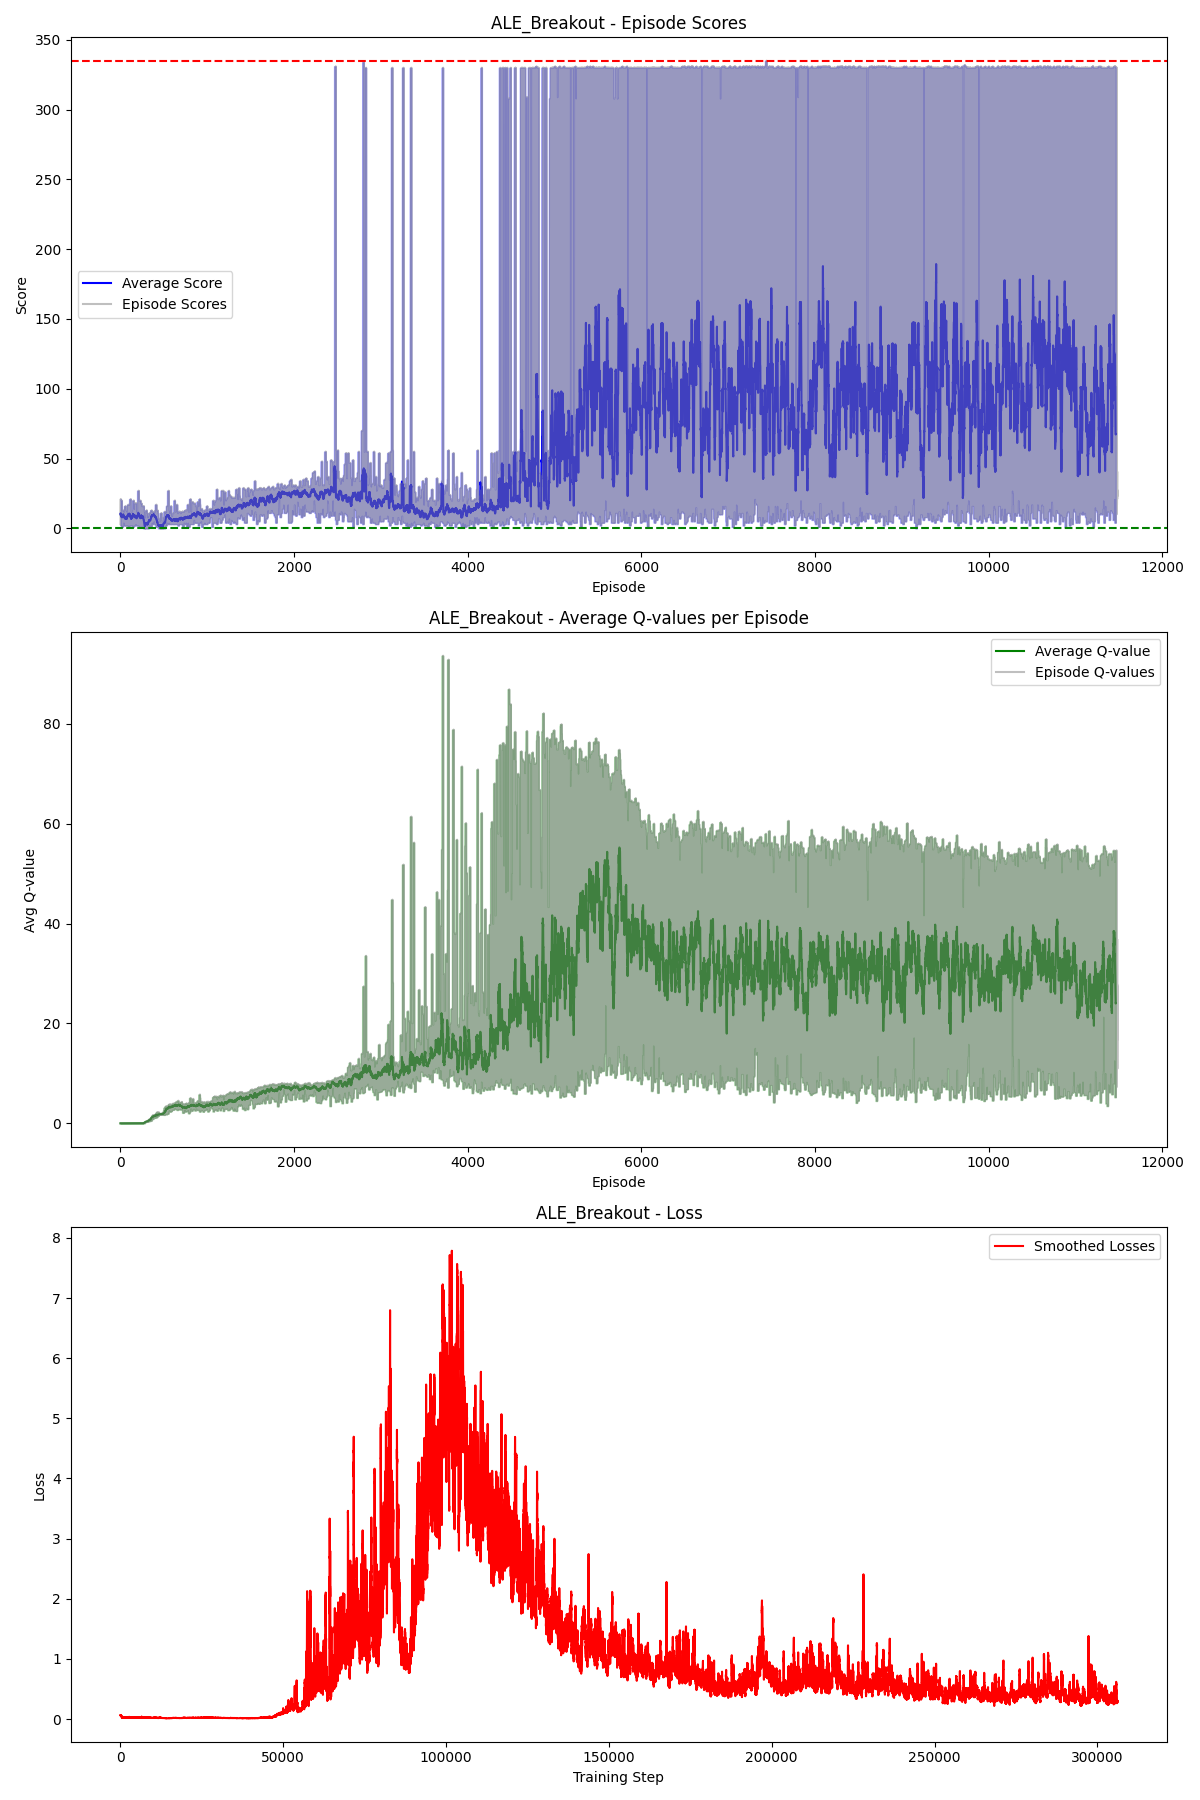 ALE_Breakout - Episode Scores
350
300
250
200
150
100
50
0
Score
Average Score
Episode Scores
0 2000 4000 6000 8000 10000 12000
Episode
ALE_Breakout - Average Q-values per Episode
80
60
40
20
0
Avg Q-value
Average Q-value
Episode Q-values
0 2000 4000 6000 8000 10000 12000
Episode
ALE_Breakout - Loss
8
7
6
5
4
3
2
1
0
Loss
Smoothed Losses
0 50000 100000 150000 200000 250000 300000
Training Step